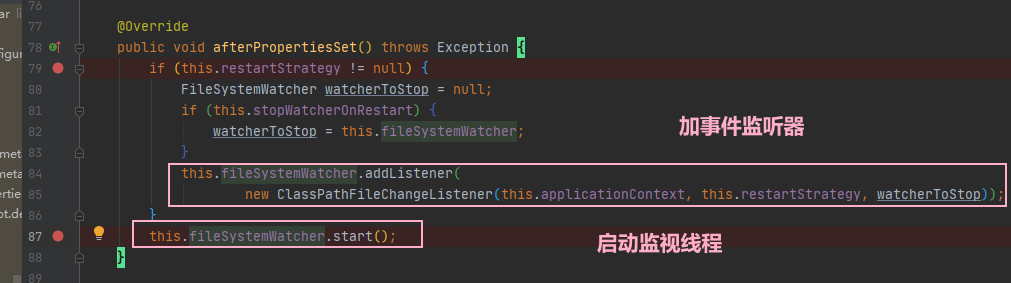 76
ar li
77 @Override
78 public void afterPropertiesSet() throws Exception {
figur
79 if (this.restartStrategy != null) {
80 FileSystemWatcher watcherToStop = null;
81 if (this.stopWatcherOnRestart) {
82 watcherToStop = this.fileSystemWatcher;
加事件监听器
83 }
met
84 this.fileSystemWatcher.addListener(
meta
85 new ClassPathFileChangeListener(this.applicationContext, this.restartStrategy, watcherToStop));
ertie
86 }
ot.de
87 this.fileSystemWatcher.start();
启动监视线程
88 }
89